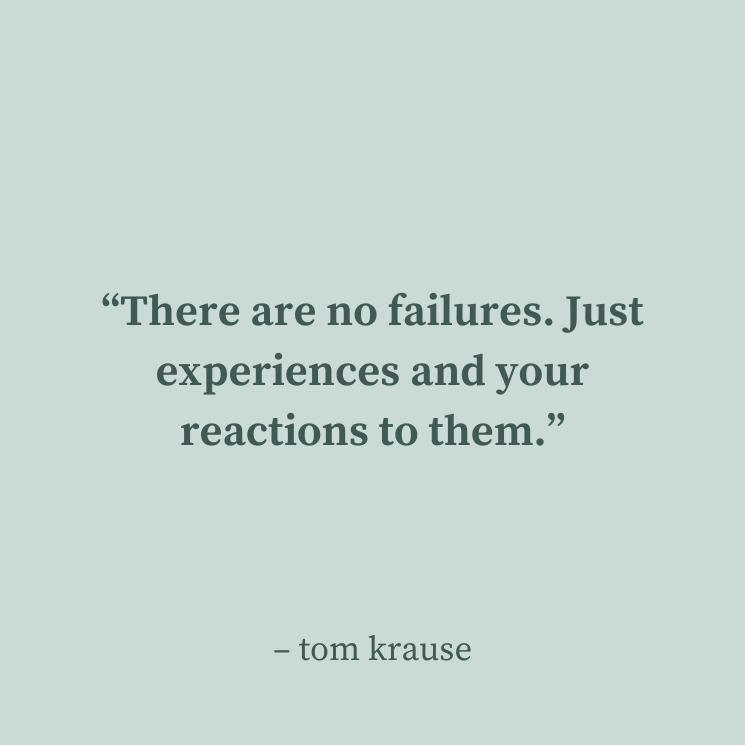 “There are no failures. Just
experiences and your
reactions to them.”
– tom krause